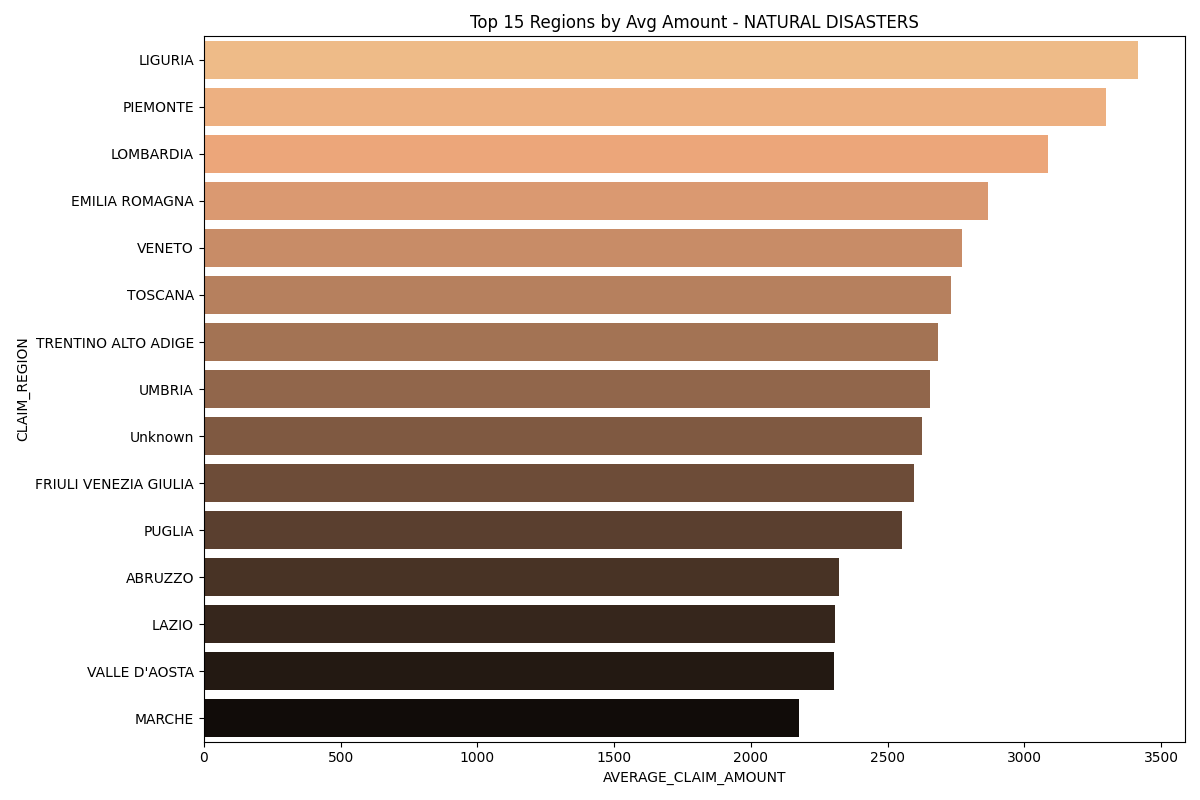 Top 15 Regions by Avg Amount - NATURAL DISASTERS
CLAIM_REGION
LIGURIA
PIEMONTE
LOMBARDIA
EMILIA ROMAGNA
VENETO
TOSCANA
TRENTINO ALTO ADIGE
UMBRIA
Unknown
FRIULI VENEZIA GIULIA
PUGLIA
ABRUZZO
LAZIO
VALLE D'AOSTA
MARCHE
0 500 1000 1500 2000 2500 3000 3500
AVERAGE_CLAIM_AMOUNT